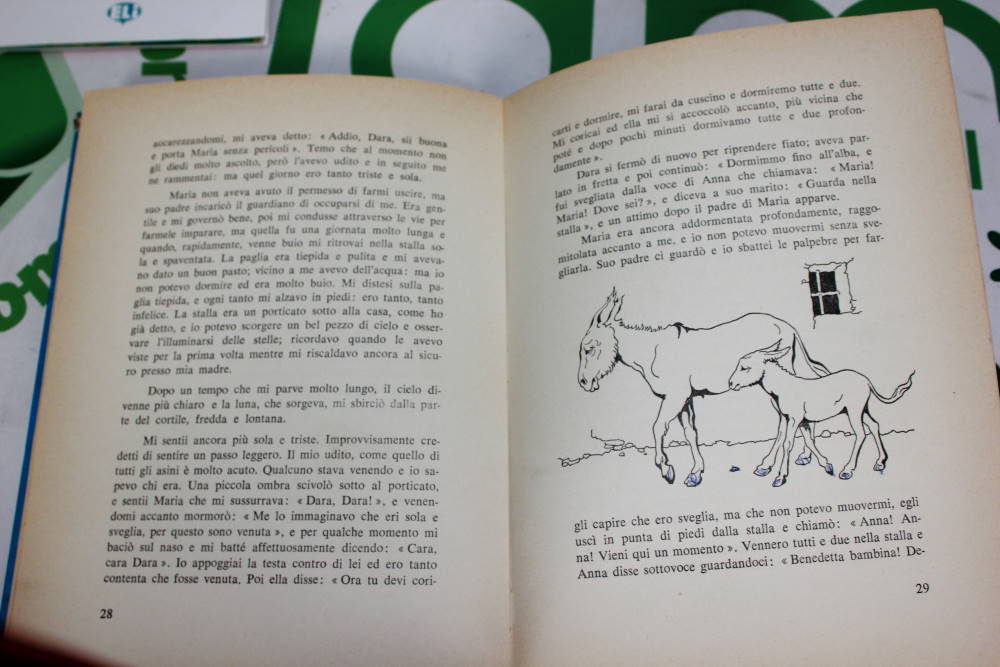 ELI
om
accarezzandomi, mi aveva detto: « Addio, Dara, sii buona
e porta Maria senza pericoli ». Temo che al momento non
gli diedi molto ascolto, però l'avevo udito e in seguito me
ne rammentai: ma quel giorno ero tanto triste e sola.
Maria non aveva avuto il permesso di farmi uscire, ma
suo padre incaricò il guardiano di occuparsi di me. Era gen-
tile e mi governò bene, poi mi condusse attraverso le vie per
farmele imparare, ma quella fu una giornata molto lunga e
quando, rapidamente, venne buio mi ritrovai nella stalla so-
la e spaventata. La paglia era tiepida e pulita e mi aveva-
no dato un buon pasto; vicino a me avevo dell'acqua: ma io
non potevo dormire ed era molto buio. Mi distesi sulla pa-
glia tiepida, e ogni tanto mi alzavo in piedi: ero tanto, tanto
infelice. La stalla era un porticato sotto alla casa, come ho
già detto, e io potevo scorgere un bel pezzo di cielo e osser-
vare l'illuminarsi delle stelle; ricordavo quando le avevo
viste per la prima volta mentre mi riscaldavo ancora al sicu-
ro presso mia madre.
Dopo un tempo che mi parve molto lungo, il cielo di-
venne più chiaro e la luna, che sorgeva, mi sbirciò dalla par-
te del cortile, fredda e lontana.
Mi sentii ancora più sola e triste. Improvvisamente cre-
detti di sentire un passo leggero. Il mio udito, come quello di
tutti gli asini è molto acuto. Qualcuno stava venendo e io sa-
pevo chi era. Una piccola ombra scivolò sotto al porticato,
e sentii Maria che mi sussurrava: « Dara, Dara! », e venen-
domi accanto mormorò: « Me lo immaginavo che eri sola e
sveglia, per questo sono venuta », e per qualche momento mi
baciò sul naso e mi batté affettuosamente dicendo: « Cara,
cara Dara ». Io appoggiai la testa contro di lei ed ero tanto
contenta che fosse venuta. Poi ella disse: « Ora tu devi cori-
28
carti e dormire, mi farai da cuscino e dormiremo tutte e due.
Mi coricai ed ella mi si accoccolò accanto, più vicina che
poté e dopo pochi minuti dormivamo tutte e due profon-
damente ».
Dara si fermò di nuovo per riprendere fiato; aveva par-
lato in fretta e poi continuò: « Dormimmo fino all'alba, e
fui svegliata dalla voce di Anna che chiamava: « Maria!
Maria! Dove sei? », e diceva a suo marito: « Guarda nella
stalla », e un attimo dopo il padre di Maria apparve.
Maria era ancora addormentata profondamente, raggo-
mitolata accanto a me, e io non potevo muovermi senza sve-
gliarla. Suo padre ci guardò e io sbattei le palpebre per far-
gli capire che ero sveglia, ma che non potevo muovermi, egli
uscì in punta di piedi dalla stalla e chiamò: « Anna! An-
na! Vieni qui un momento ». Vennero tutti e due nella stalla e
Anna disse sottovoce guardandoci: « Benedetta bambina! De-
29